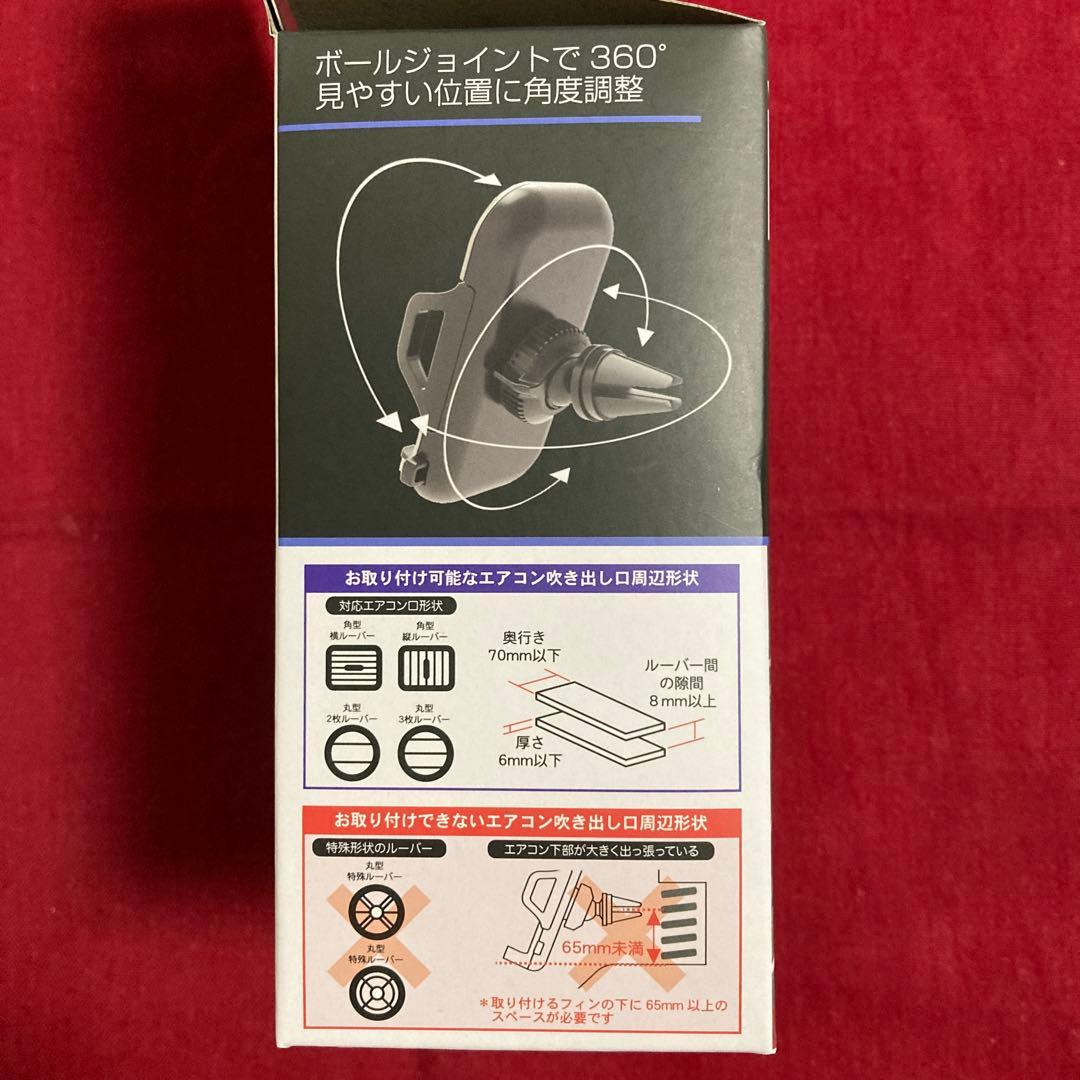 ボールジョイントで 360°
見やすい位置に角度調整
お取り付け可能なエアコン吹き出し口周辺形状
対応エアコン口形状
角型
横ルーバー
角型
縦ルーバー
丸型
2枚ルーバー
丸型
3枚ルーバー
奥行き
70mm以下
ルーバー間
の隙間
8mm以上
厚さ
6mm以下
お取り付けできないエアコン吹き出し口周辺形状
特殊形状のルーバー
丸型
特殊ルーバー
丸型
特殊ルーバー
エアコン下部が大きく出っ張っている
65mm未満
＊取り付けるフィンの下に 65mm 以上の
スペースが必要です